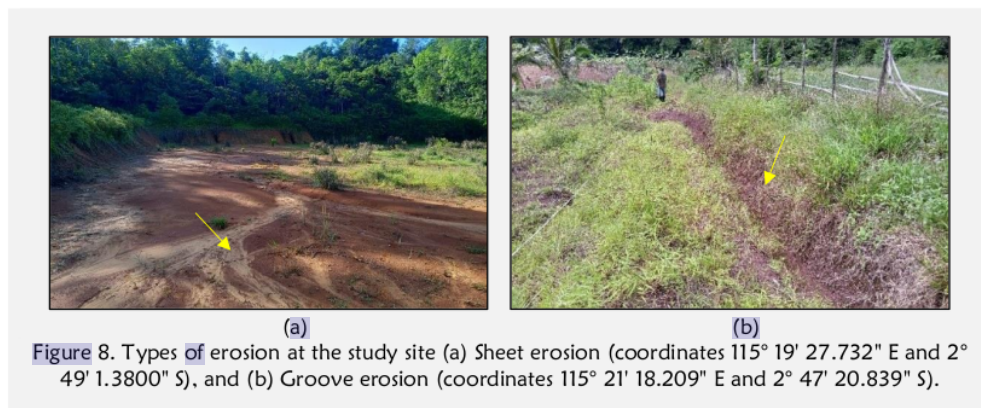 (a)
(b)
Figure 8. Types of erosion at the study site (a) Sheet erosion (coordinates 115° 19' 27.732" E and 2°
49' 1.3800" S), and (b) Groove erosion (coordinates 115° 21' 18.209" E and 2° 47' 20.839" S).